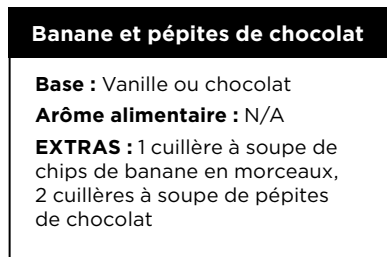 Banane et pépites de chocolat
Base : Vanille ou chocolat
Arôme alimentaire : N/A
EXTRAS : 1 cuillère à soupe de
chips de banane en morceaux,
2 cuillères à soupe de pépites
de chocolat